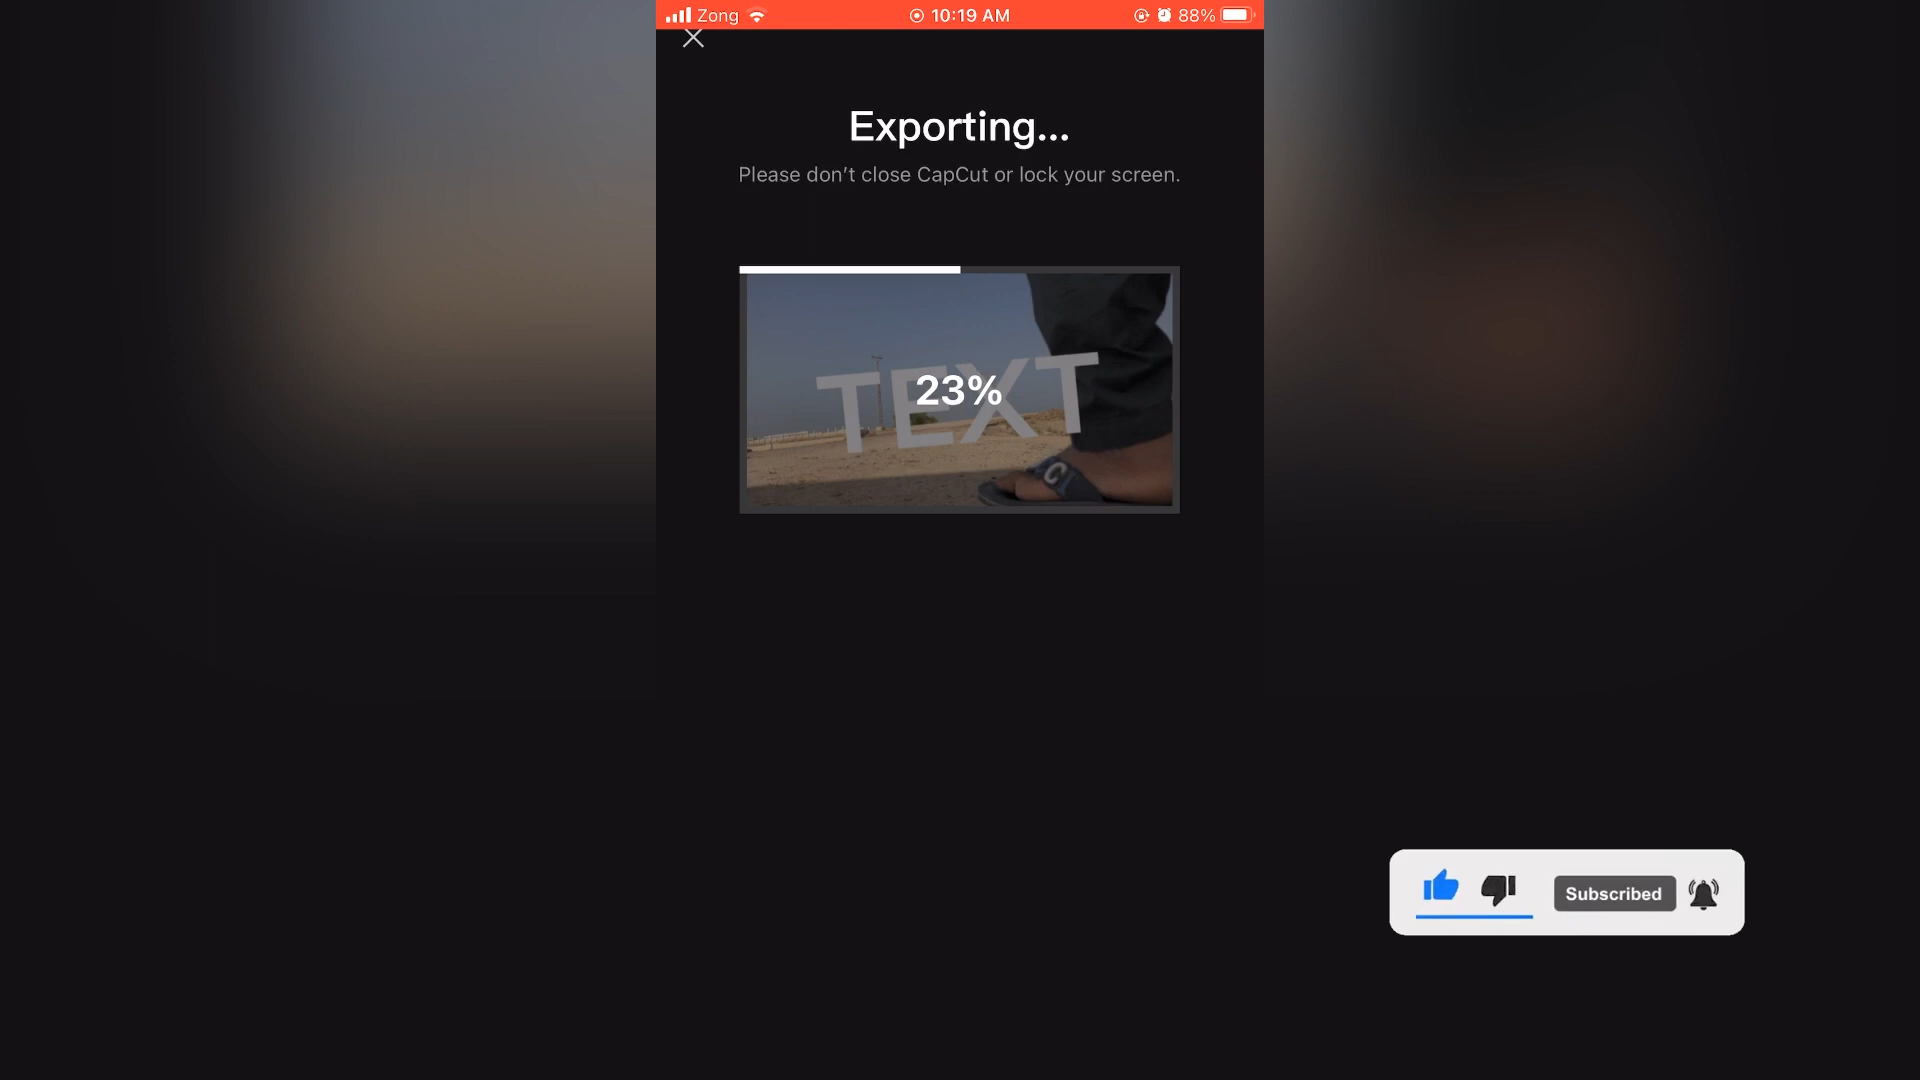 Zong 10:19 AM 88%
Exporting...
Please don't close CapCut or lock your screen.
TEXT
23%
C
Subscribed